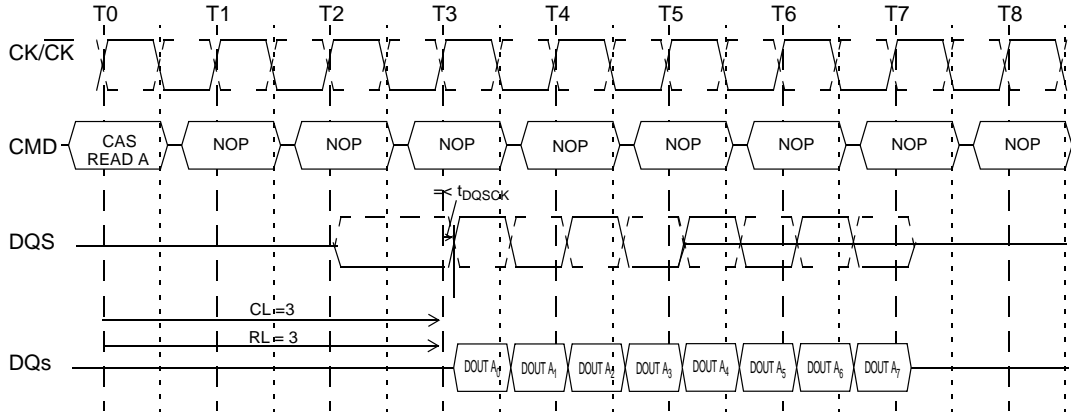 T0 T1 T2 T3 T4 T5 T6 T7 T8
CK/CK
CMD CAS READ A NOP NOP NOP NOP NOP NOP NOP NOP
=< tDQSCK
DQS
CL =3
RL = 3
DQs DOUT A0 DOUT A1 DOUT A2 DOUT A3 DOUT A4 DOUT A5 DOUT A6 DOUT A7